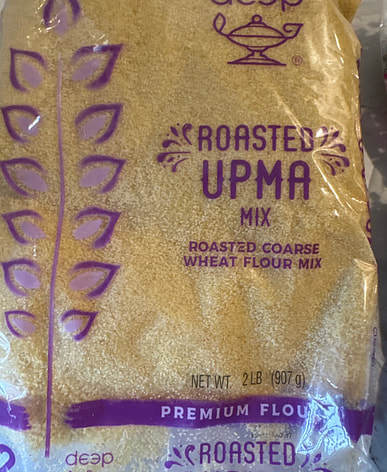 deep
®
ROASTED
UPMA
MIX
ROASTED COARSE
WHEAT FLOUR MIX
NET WT. 2 LB (907 g)
PREMIUM FLOU
deep
ROASTED